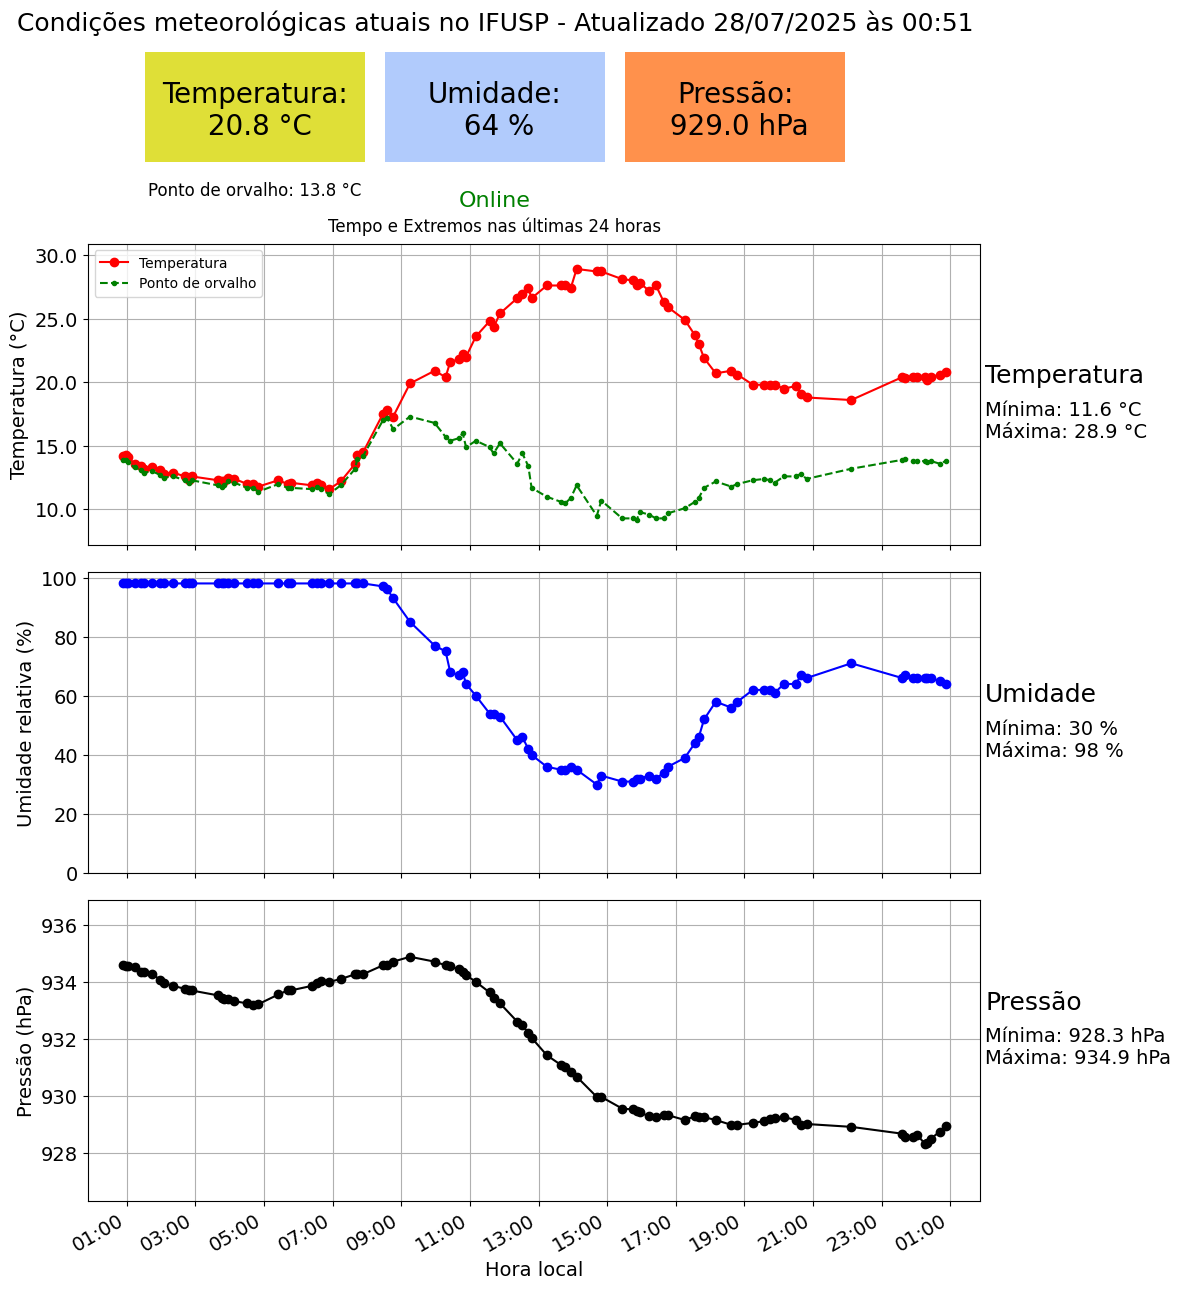 Condições meteorológicas atuais no IFUSP - Atualizado 28/07/2025 às 00:51
Temperatura:
20.8 °C
Umidade:
64 %
Pressão:
929.0 hPa
Ponto de orvalho: 13.8 °C
Online
Tempo e Extremos nas últimas 24 horas
Temperatura
Ponto de orvalho
Temperatura (°C)
30.0
25.0
20.0
15.0
10.0
Temperatura
Mínima: 11.6 °C
Máxima: 28.9 °C
Umidade relativa (%)
100
80
60
40
20
0
Umidade
Mínima: 30 %
Máxima: 98 %
Pressão (hPa)
936
934
932
930
928
Pressão
Mínima: 928.3 hPa
Máxima: 934.9 hPa
01:00
03:00
05:00
07:00
09:00
11:00
13:00
15:00
17:00
19:00
21:00
23:00
01:00
Hora local